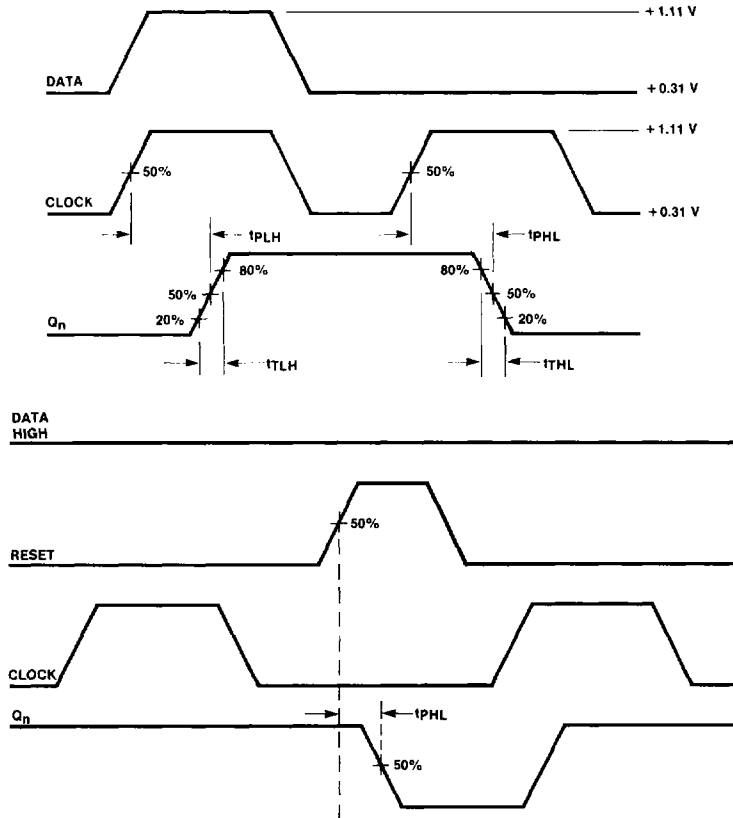 +1.11 V
DATA
+0.31 V
+1.11 V
50%
50%
CLOCK
+0.31 V
tPLH
tPHL
80%
80%
50%
50%
Qn
20%
20%
tTLH
tTHL
DATA
HIGH
50%
RESET
CLOCK
Qn
tPHL
50%